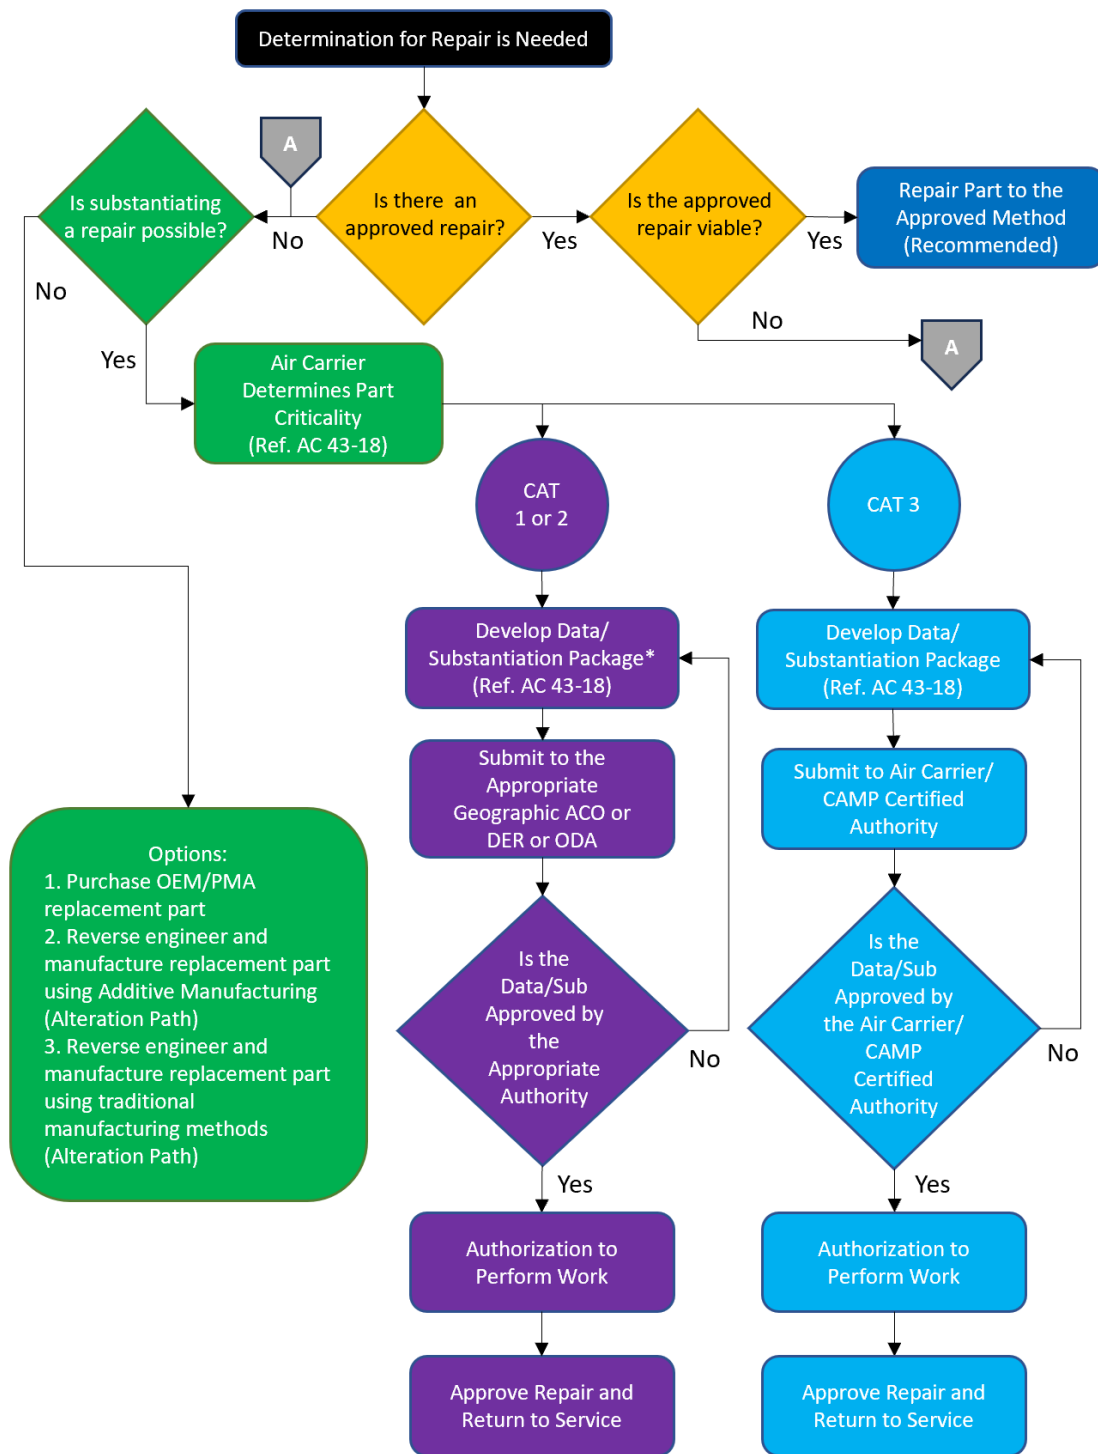 Determination for Repair is Needed
A
Is substantiating
a repair possible?
No
Is there  an
approved repair?
Yes
Is the approved
repair viable?
Yes
Repair Part to the
Approved Method
(Recommended)
No
No
A
Yes
Air Carrier
Determines Part
Criticality
(Ref. AC 43-18)
CAT
1 or 2
CAT 3
Develop Data/
Substantiation Package*
(Ref. AC 43-18)
Develop Data/
Substantiation Package
(Ref. AC 43-18)
Submit to the
Appropriate
Geographic ACO or
DER or ODA
Submit to Air Carrier/
CAMP Certified
Authority
Options:
1. Purchase OEM/PMA
replacement part
2. Reverse engineer and
manufacture replacement part
using Additive Manufacturing
(Alteration Path)
3. Reverse engineer and
manufacture replacement part
using traditional
manufacturing methods
(Alteration Path)
Is the
Data/Sub
Approved by
the
Appropriate
Authority
No
Is the
Data/Sub
Approved by
the Air Carrier/
CAMP
Certified
Authority
No
Yes
Yes
Authorization to
Perform Work
Authorization to
Perform Work
Approve Repair and
Return to Service
Approve Repair and
Return to Service